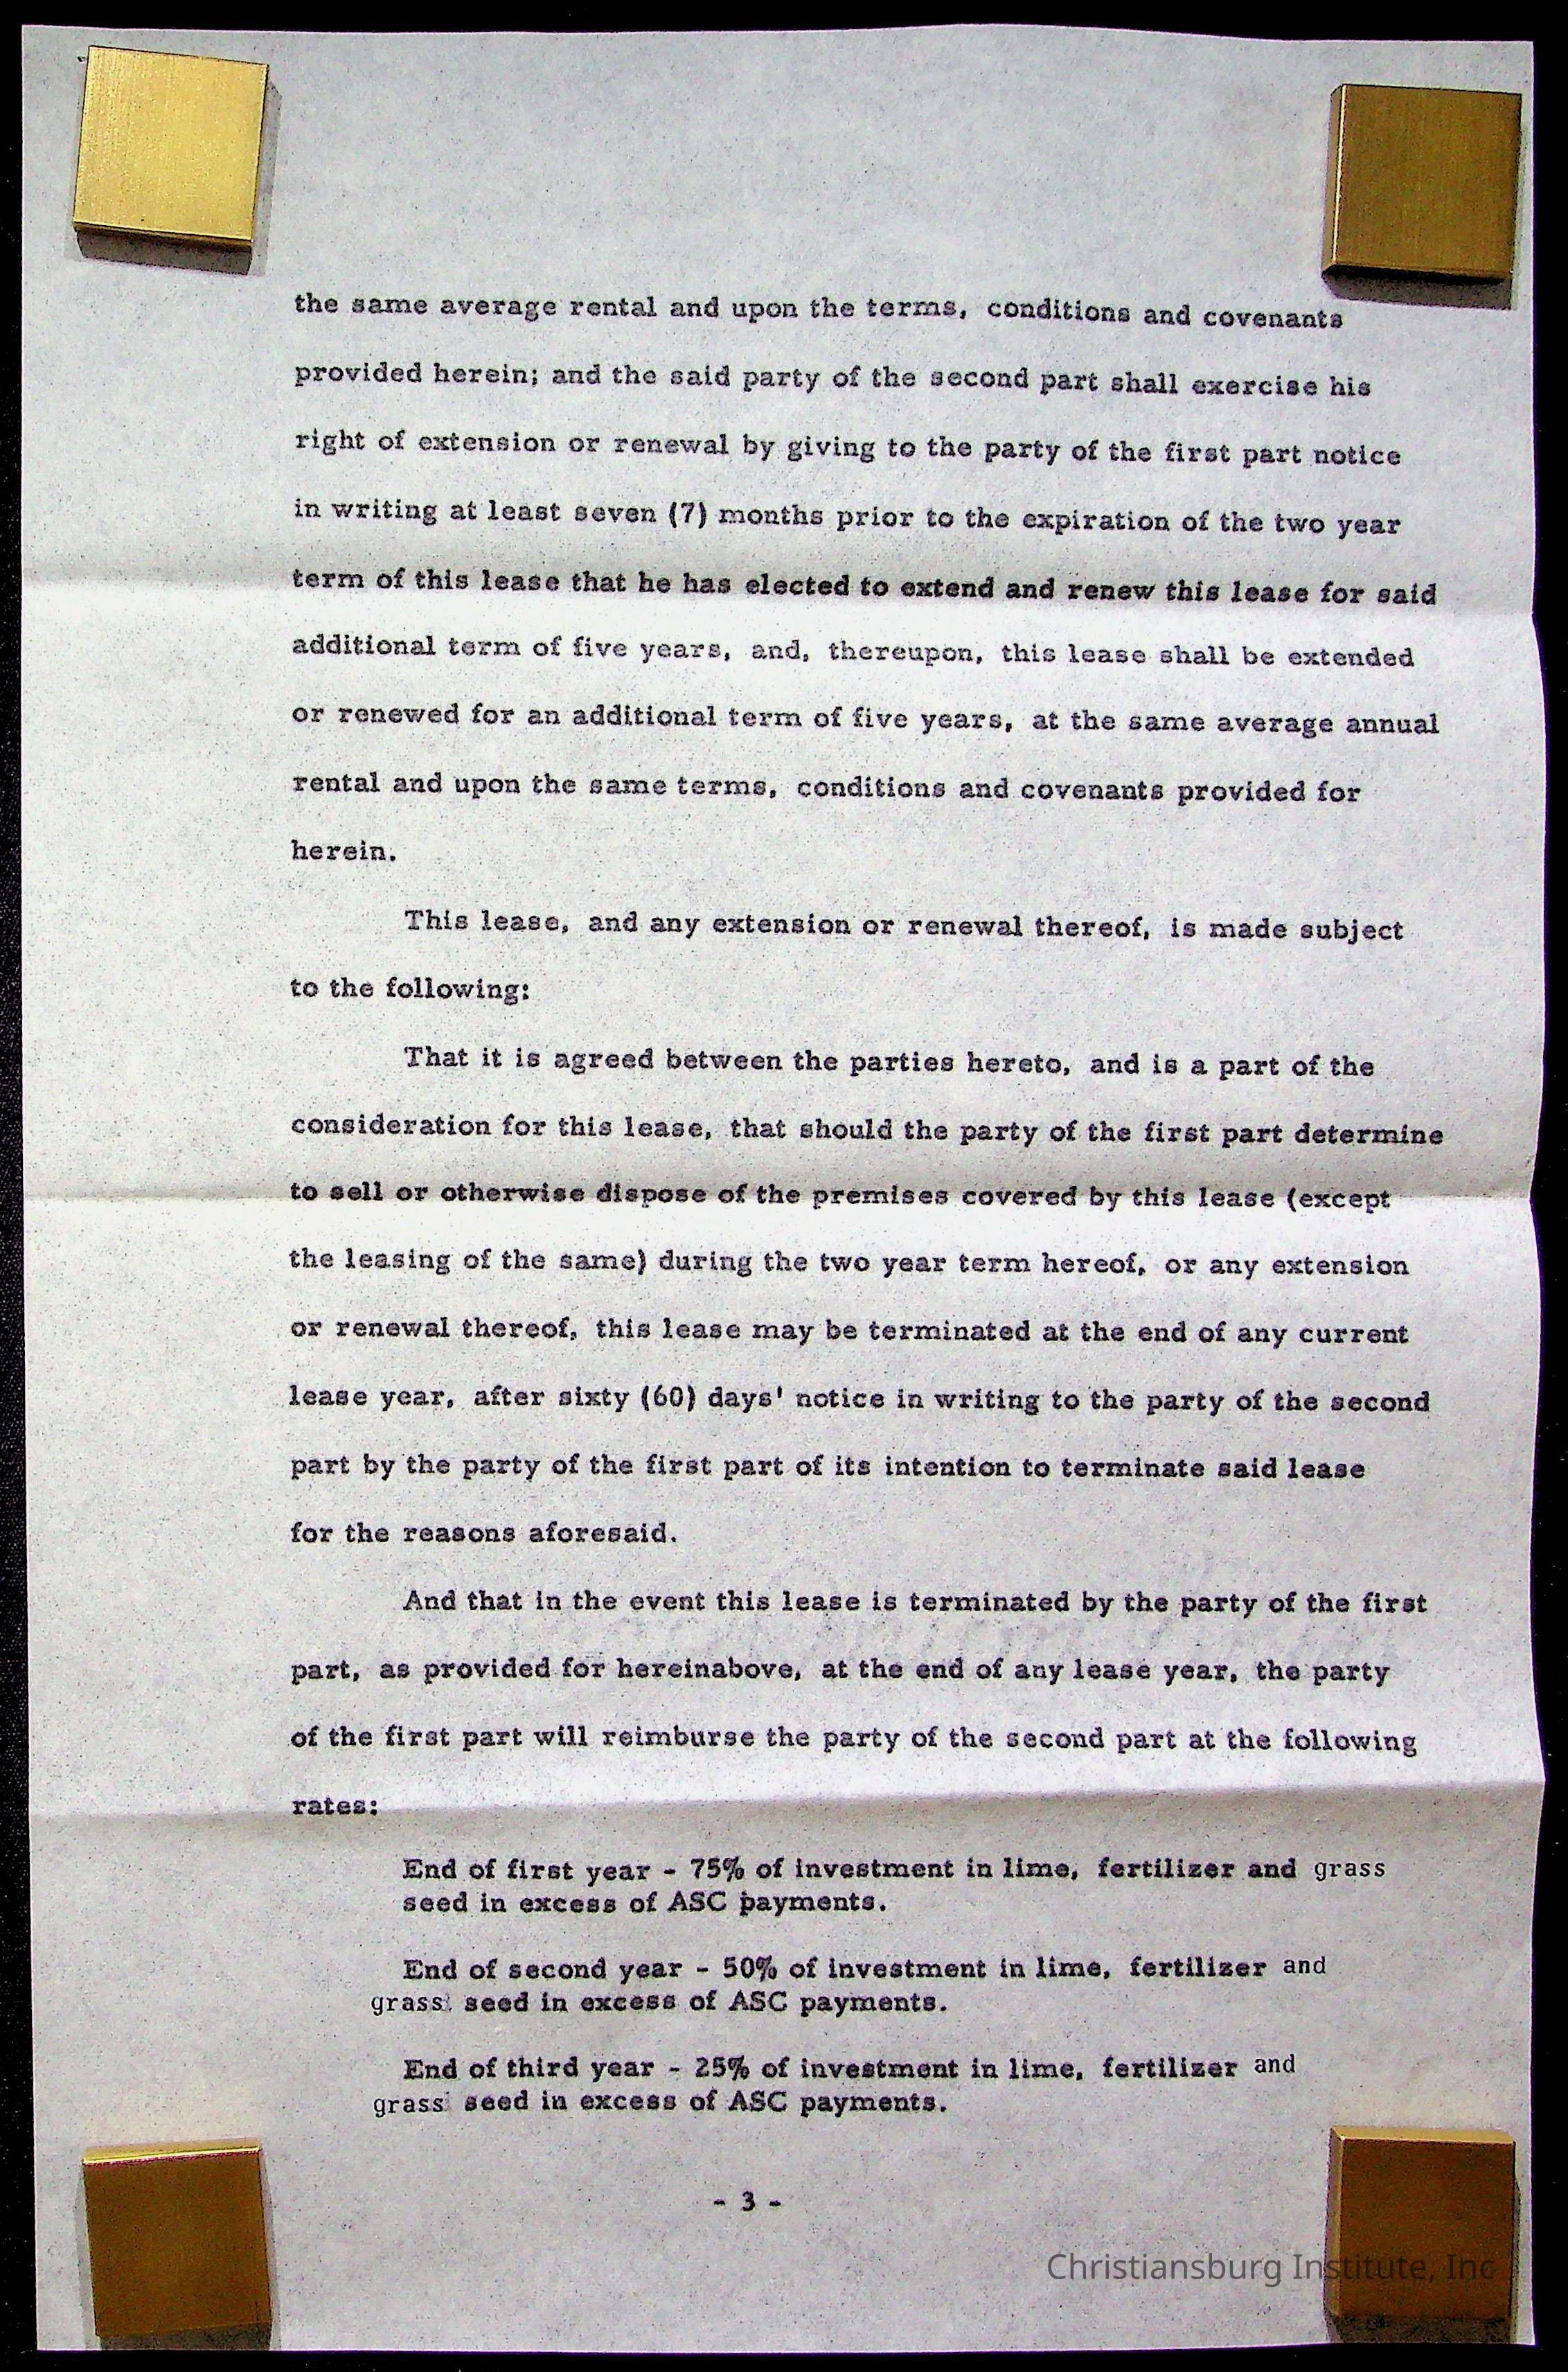 the same average rental and upon the terms, conditions and covenants
provided herein; and the said party of the second part shall exercise his
right of extension or renewal by giving to the party of the first part notice
in writing at least seven (7) months prior to the expiration of the two year
term of this lease that he has elected to extend and renew this lease for said
additional term of five years, and, thereupon, this lease shall be extended
or renewed for an additional term of five years, at the same average annual
rental and upon the same terms, conditions and covenants provided for
herein.
This lease, and any extension or renewal thereof, is made subject
to the following:
That it is agreed between the parties hereto, and is a part of the
consideration for this lease, that should the party of the first part determine
to sell or otherwise dispose of the premises covered by this lease (except
the leasing of the same) during the two year term hereof, or any extension
or renewal thereof, this lease may be terminated at the end of any current
lease year, after sixty (60) days' notice in writing to the party of the second
part by the party of the first part of its intention to terminate said lease
for the reasons aforesaid.
And that in the event this lease is terminated by the party of the first
part, as provided for hereinabove, at the end of any lease year, the party
of the first part will reimburse the party of the second part at the following
rates:
End of first year - 75% of investment in lime, fertilizer and grass
seed in excess of ASC payments.
End of second year - 50% of investment in lime, fertilizer and
grass seed in excess of ASC payments.
End of third year - 25% of investment in lime, fertilizer and
grass seed in excess of ASC payments.
- 3 -
Christiansburg Institute, Inc